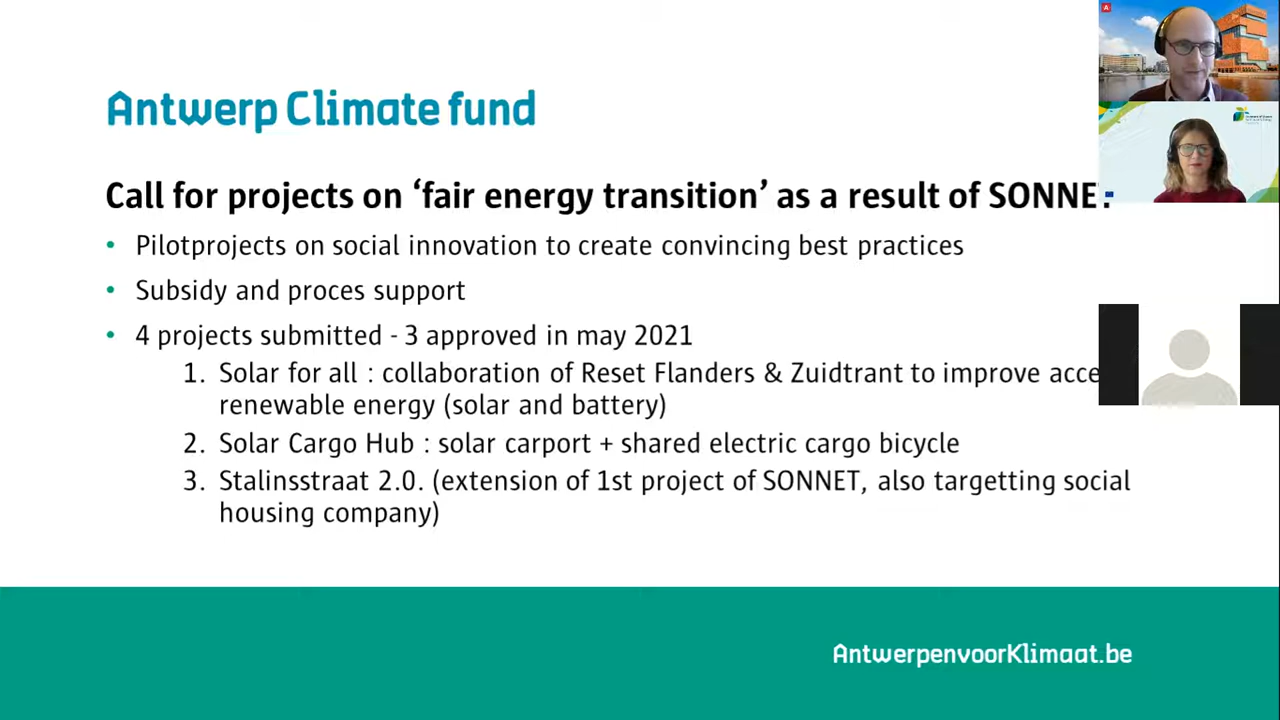 Antwerp Climate fund
Call for projects on ‘fair energy transition’ as a result of SONNET
• Pilotprojects on social innovation to create convincing best practices
• Subsidy and proces support
• 4 projects submitted - 3 approved in may 2021
1. Solar for all : collaboration of Reset Flanders & Zuidtrant to improve acce
renewable energy (solar and battery)
2. Solar Cargo Hub : solar carport + shared electric cargo bicycle
3. Stalinsstraat 2.0. (extension of 1st project of SONNET, also targetting social
housing company)
AntwerpenvoorKlimaat.be